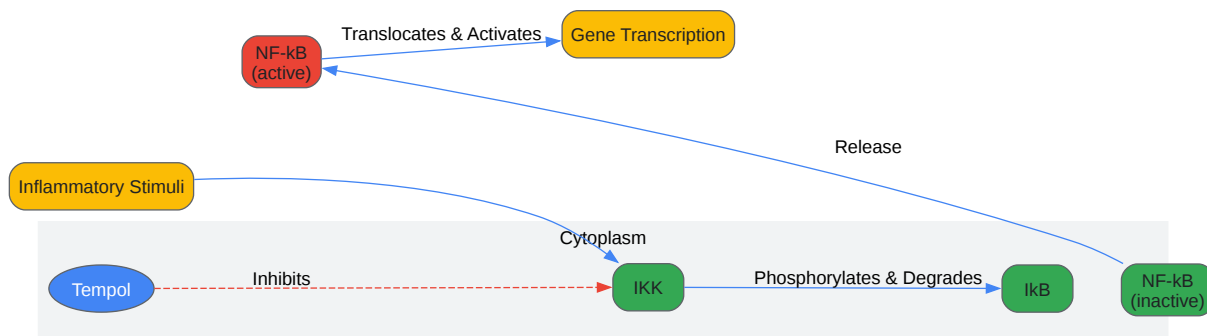 Translocates & Activates
Gene Transcription
NF-kB
(active)
Release
Inflammatory Stimuli
Cytoplasm
Tempol
Inhibits
IKK
Phosphorylates & Degrades
IkB
NF-kB
(inactive)